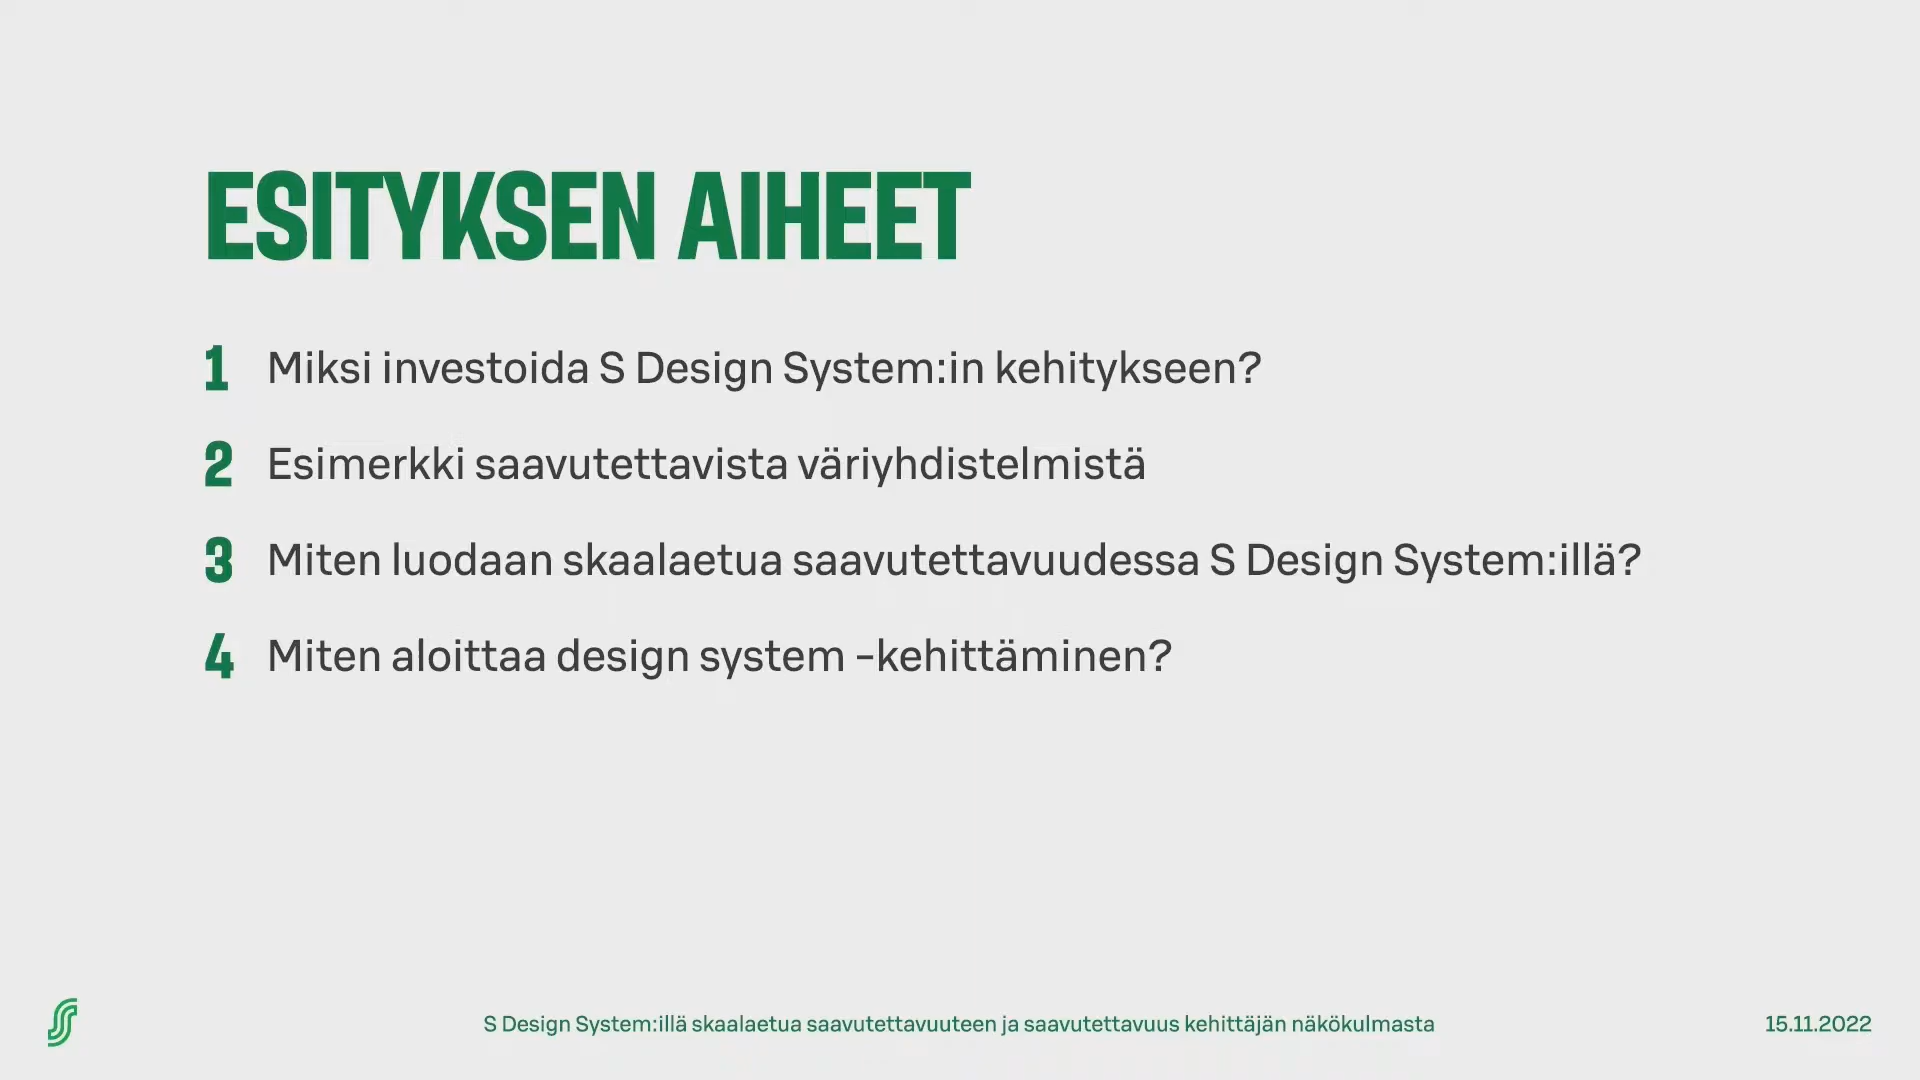 ESITYKSEN AIHEET
1 Miksi investoida S Design System:in kehitykseen?
2 Esimerkki saavutettavista väriyhdistelmistä
3 Miten luodaan skaalaetua saavutettavuudessa S Design System:illä?
4 Miten aloittaa design system -kehittäminen?
S Design System:illä skaalaetua saavutettavuuteen ja saavutettavuus kehittäjän näkökulmasta
15.11.2022